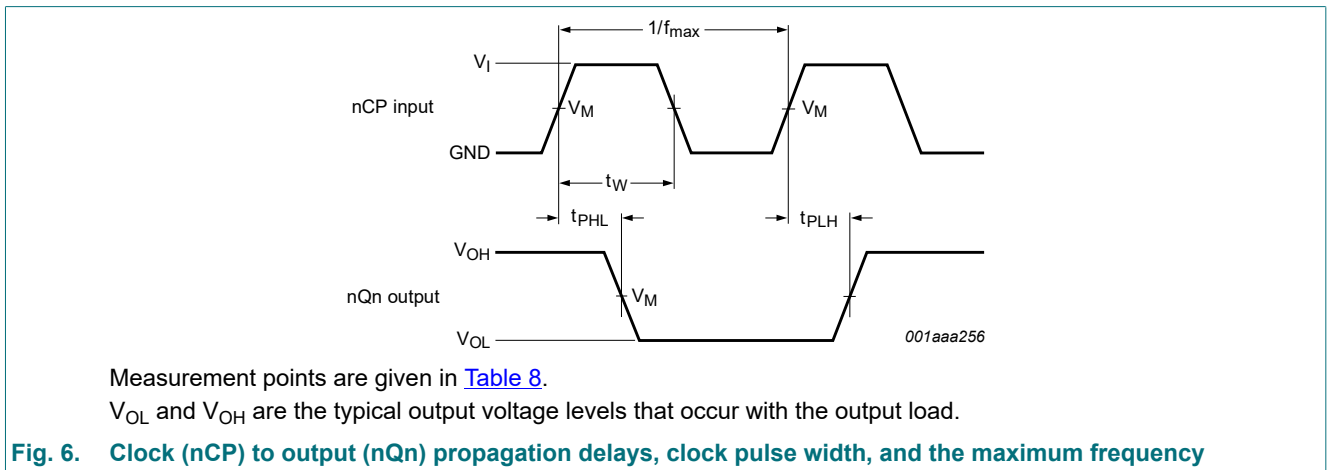 1/fmax
VI
nCP input
VM
VM
GND
tW
tPHL
tPLH
VOH
nQn output
VM
VOL
001aaa256
Measurement points are given in Table 8.
VOL and VOH are the typical output voltage levels that occur with the output load.
Fig. 6. Clock (nCP) to output (nQn) propagation delays, clock pulse width, and the maximum frequency